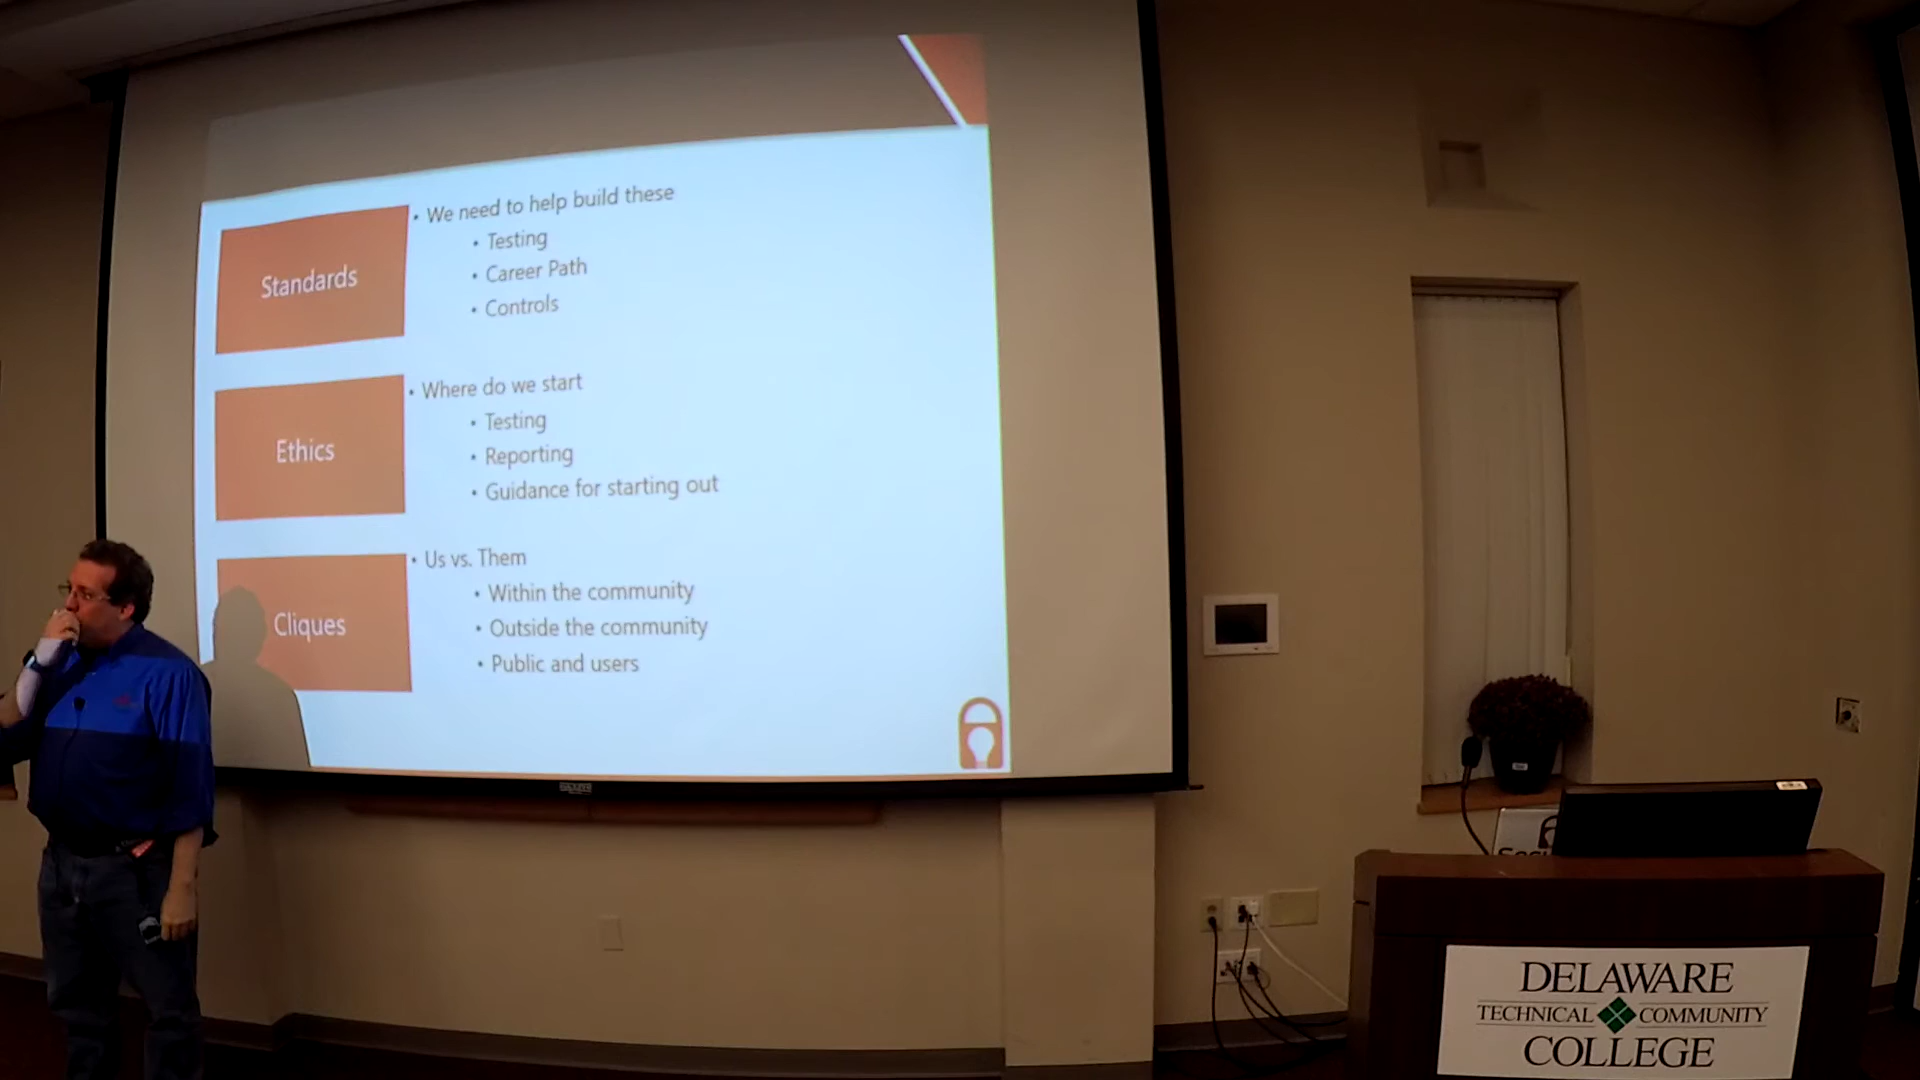 Standards
• We need to help build these
• Testing
• Career Path
• Controls
Ethics
• Where do we start
• Testing
• Reporting
• Guidance for starting out
Cliques
• Us vs. Them
• Within the community
• Outside the community
• Public and users
DELAWARE
TECHNICAL COMMUNITY
COLLEGE